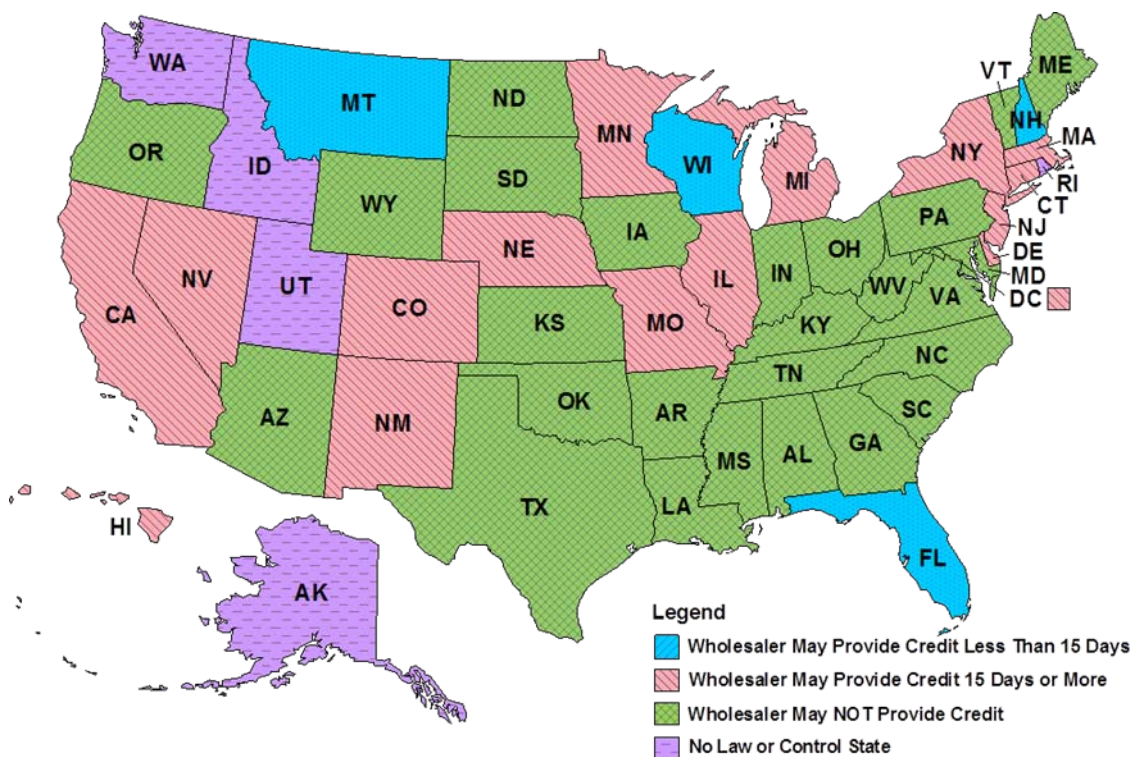 WA
MT
ND
MN
VT
ME
NH
OR
ID
SD
WI
MI
NY
MA
RI
CT
WY
IA
NE
PA
NJ
DE
MD
DC
NV
UT
CO
KS
MO
IL
IN
OH
WV
VA
KY
CA
NC
TN
SC
AZ
NM
OK
AR
MS
AL
GA
TX
LA
HI
FL
AK
Legend
Wholesaler May Provide Credit Less Than 15 Days
Wholesaler May Provide Credit 15 Days or More
Wholesaler May NOT Provide Credit
No Law or Control State